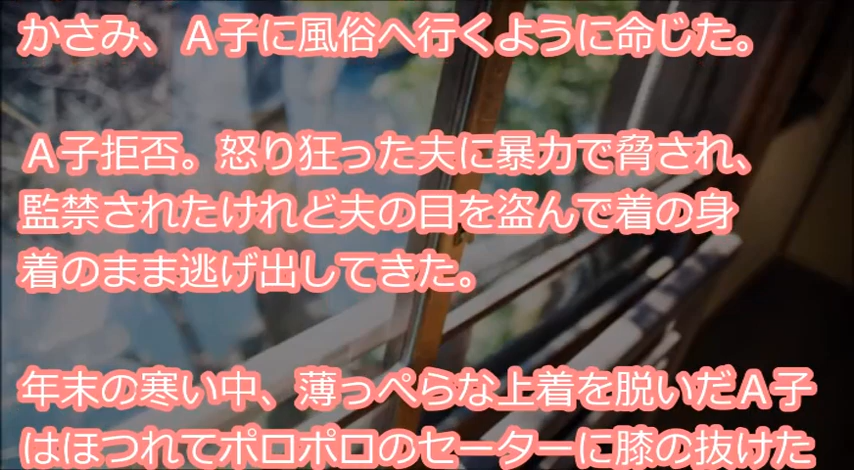 かさみ、Ａ子に風俗へ行くように命じた。
Ａ子拒否。怒り狂った夫に暴力で脅され、
監禁されたけれど夫の目を盗んで着の身
着のまま逃げ出してきた。
年末の寒い中、薄っぺらな上着を脱いだＡ子
はほつれてボロボロのセーターに膝の抜けた